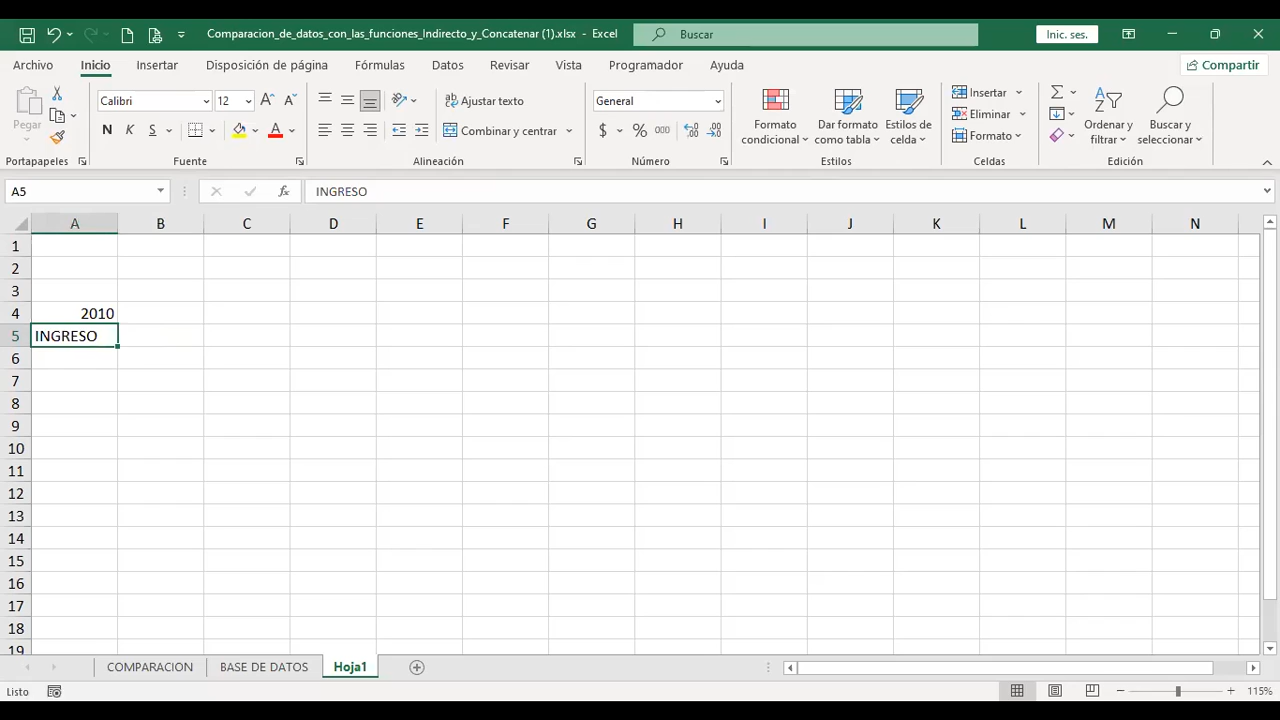 Comparacion_de_datos_con_las_funciones_Indirecto_y_Concatenar (1).xlsx - Excel
Buscar
Inic. ses.
Archivo Inicio Insertar Disposición de página Fórmulas Datos Revisar Vista Programador Ayuda Compartir
Pegar
Calibri 12
N K S
A A
Ajustar texto
Combinar y centrar
General
$ % 000
Formato condicional
Dar formato como tabla
Estilos de celda
Insertar
Eliminar
Formato
Ordenar y filtrar
Buscar y seleccionar
Portapapeles Fuente Alineación Número Estilos Celdas Edición
A5 fx INGRESO
A B C D E F G H I J K L M N
1
2
3
4 2010
5 INGRESO
6
7
8
9
10
11
12
13
14
15
16
17
18
19
COMPARACION BASE DE DATOS Hoja1
Listo 115%